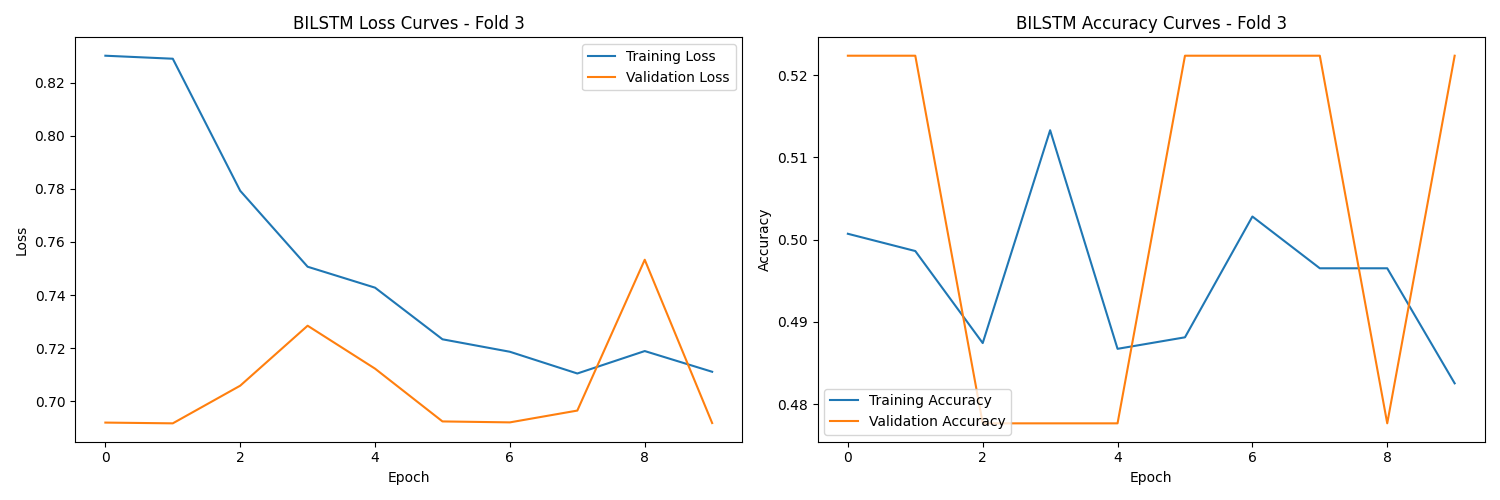 BILSTM Loss Curves - Fold 3
Training Loss
Validation Loss
0.82
0.80
0.78
0.76
0.74
0.72
0.70
Loss
0 2 4 6 8
Epoch
BILSTM Accuracy Curves - Fold 3
0.52
0.51
0.50
0.49
0.48
Accuracy
Training Accuracy
Validation Accuracy
0 2 4 6 8
Epoch